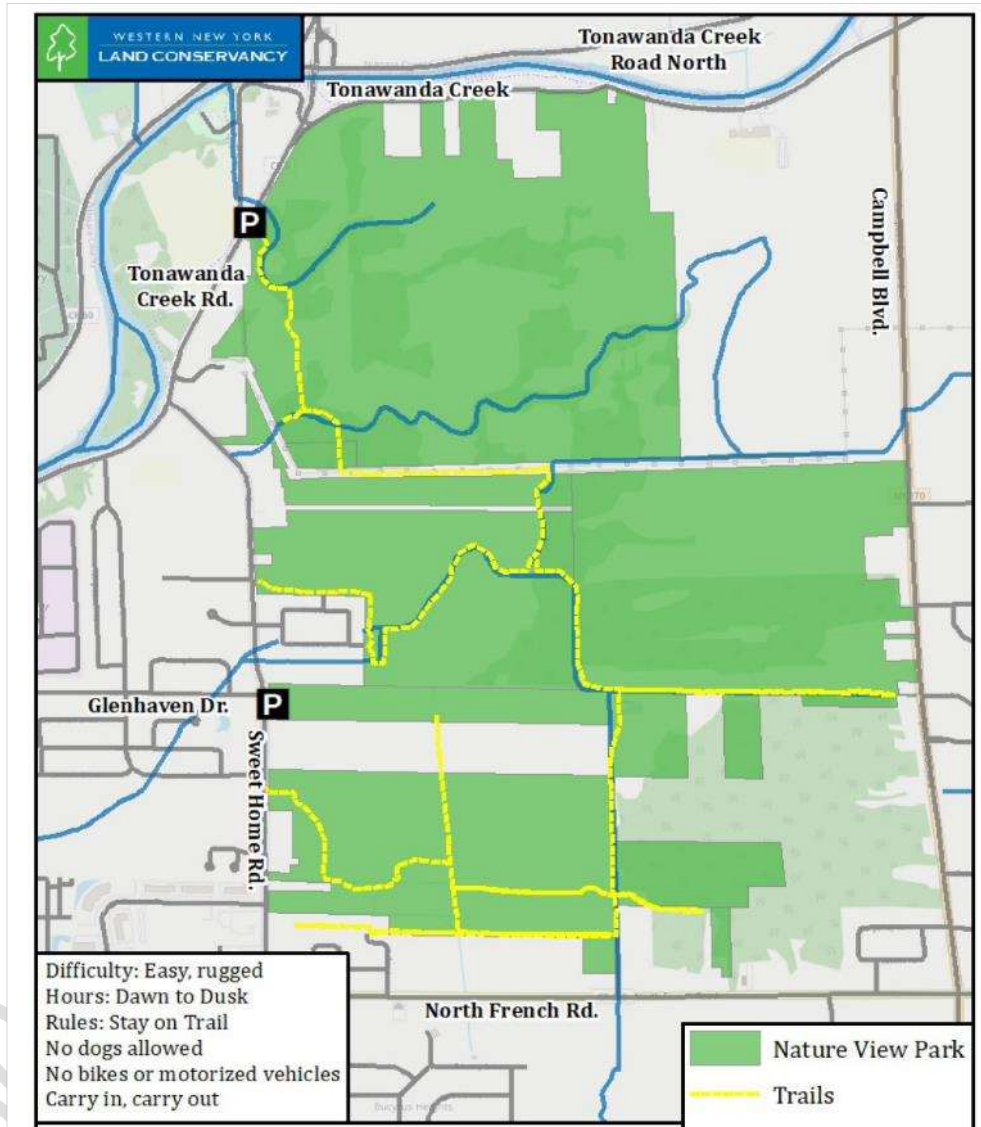 WESTERN NEW YORK
LAND CONSERVANCY
Tonawanda Creek
Road North
Tonawanda Creek
P
Tonawanda
Creek Rd.
Campbell Blvd.
Glenhaven Dr.
P
Sweet Home Rd.
North French Rd.
Difficulty: Easy, rugged
Hours: Dawn to Dusk
Rules: Stay on Trail
No dogs allowed
No bikes or motorized vehicles
Carry in, carry out
Nature View Park
Trails